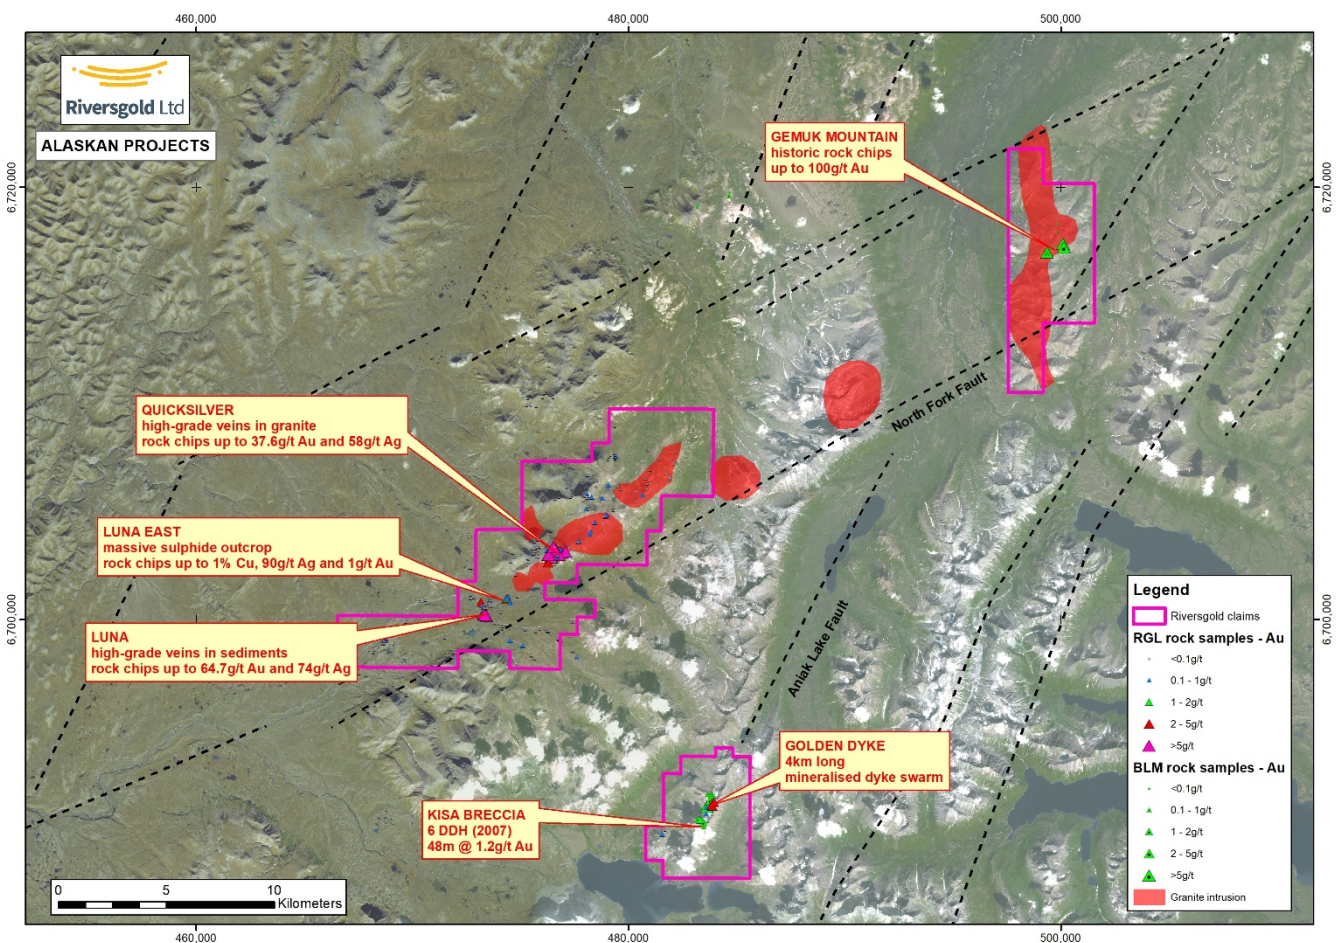 460,000
480,000
500,000
Riversgold Ltd
ALASKAN PROJECTS
GEMUK MOUNTAIN
historic rock chips
up to 100g/t Au
6,720,000
6,720,000
North Fork Fault
QUICKSILVER
high-grade veins in granite
rock chips up to 37.6g/t Au and 58g/t Ag
LUNA EAST
massive sulphide outcrop
rock chips up to 1% Cu, 90g/t Ag and 1g/t Au
6,700,000
6,700,000
LUNA
high-grade veins in sediments
rock chips up to 64.7g/t Au and 74g/t Ag
Aniak Lake Fault
GOLDEN DYKE
4km long
mineralised dyke swarm
KISA BRECCIA
6 DDH (2007)
48m @ 1.2g/t Au
Legend
Riversgold claims
RGL rock samples - Au
<0.1g/t
0.1 - 1g/t
1 - 2g/t
2 - 5g/t
>5g/t
BLM rock samples - Au
<0.1g/t
0.1 - 1g/t
1 - 2g/t
2 - 5g/t
>5g/t
Granite intrusion
0 5 10
Kilometers
460,000
480,000
500,000